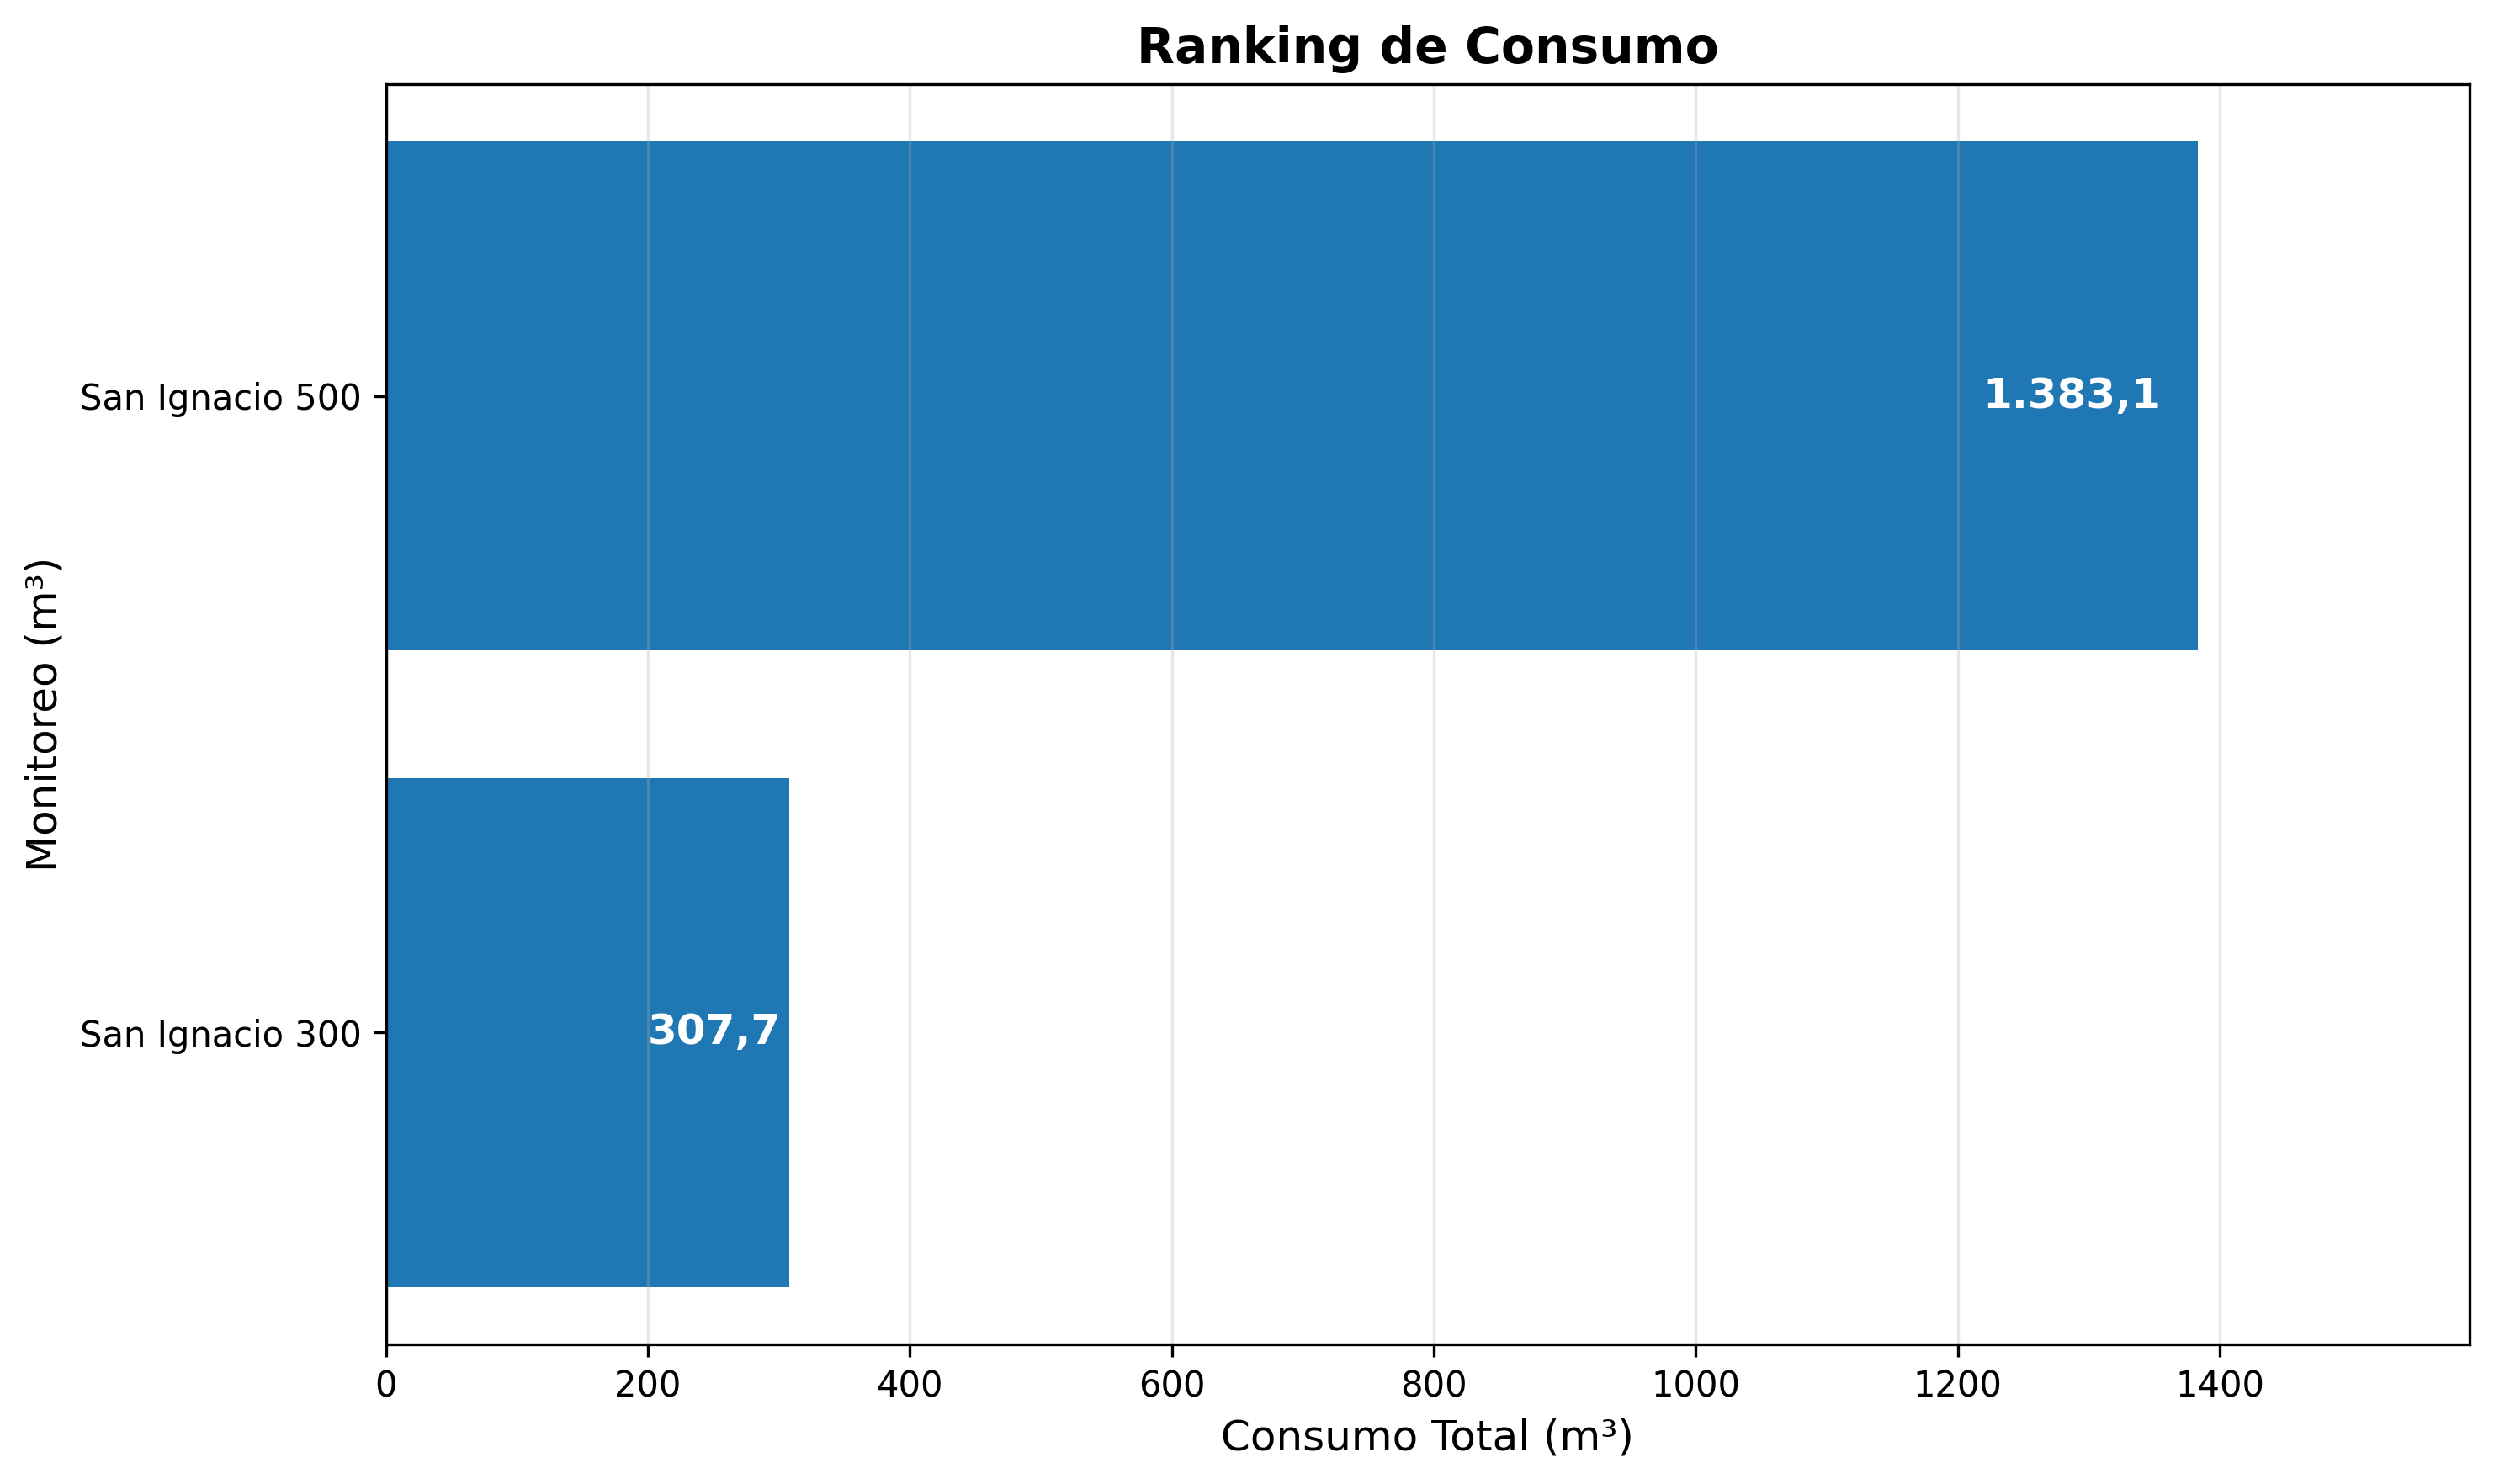 Ranking de Consumo
Monitoreo (m³)
San Ignacio 500
1.383,1
San Ignacio 300
307,7
0 200 400 600 800 1000 1200 1400
Consumo Total (m³)